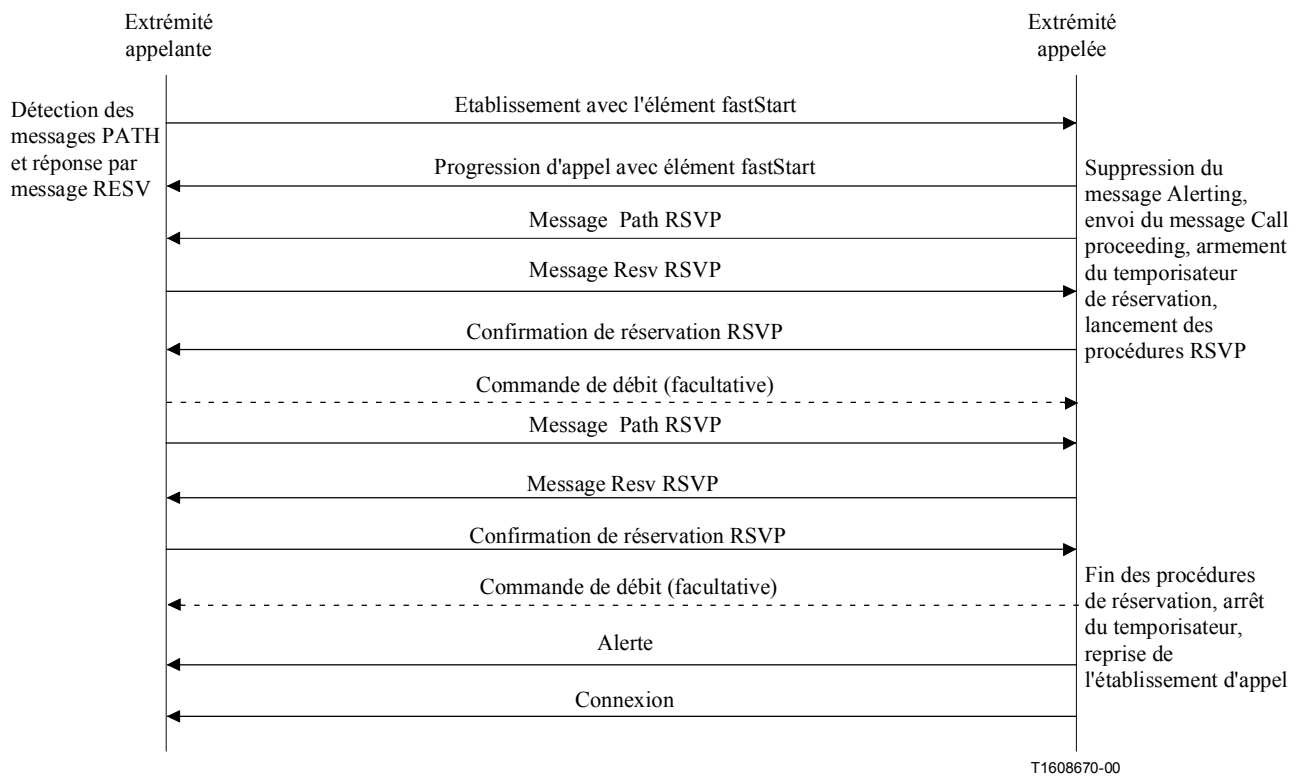 Extrémité
appelante
Extrémité
appelée
Détection des
messages PATH
et réponse par
message RESV
Etablissement avec l'élément fastStart
Progression d'appel avec élément fastStart
Message Path RSVP
Message Resv RSVP
Confirmation de réservation RSVP
Commande de débit (facultative)
Message Path RSVP
Message Resv RSVP
Confirmation de réservation RSVP
Commande de débit (facultative)
Alerte
Connexion
Suppression du
message Alerting,
envoi du message Call
proceeding, armement
du temporisateur
de réservation,
lancement des
procédures RSVP
Fin des procédures
de réservation, arrêt
du temporisateur,
reprise de
l'établissement d'appel
T1608670-00